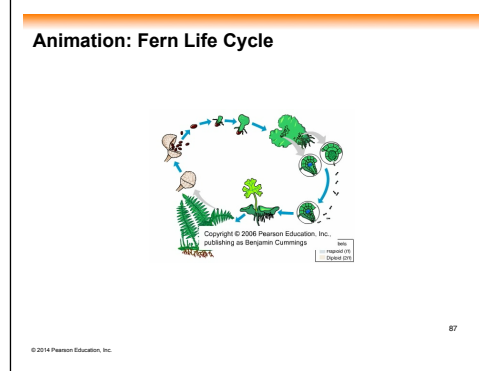 Animation: Fern Life Cycle
Copyright © 2006 Pearson Education, Inc.,
publishing as Benjamin Cummings
Haploid (n)
Diploid (2n)
87
© 2014 Pearson Education, Inc.